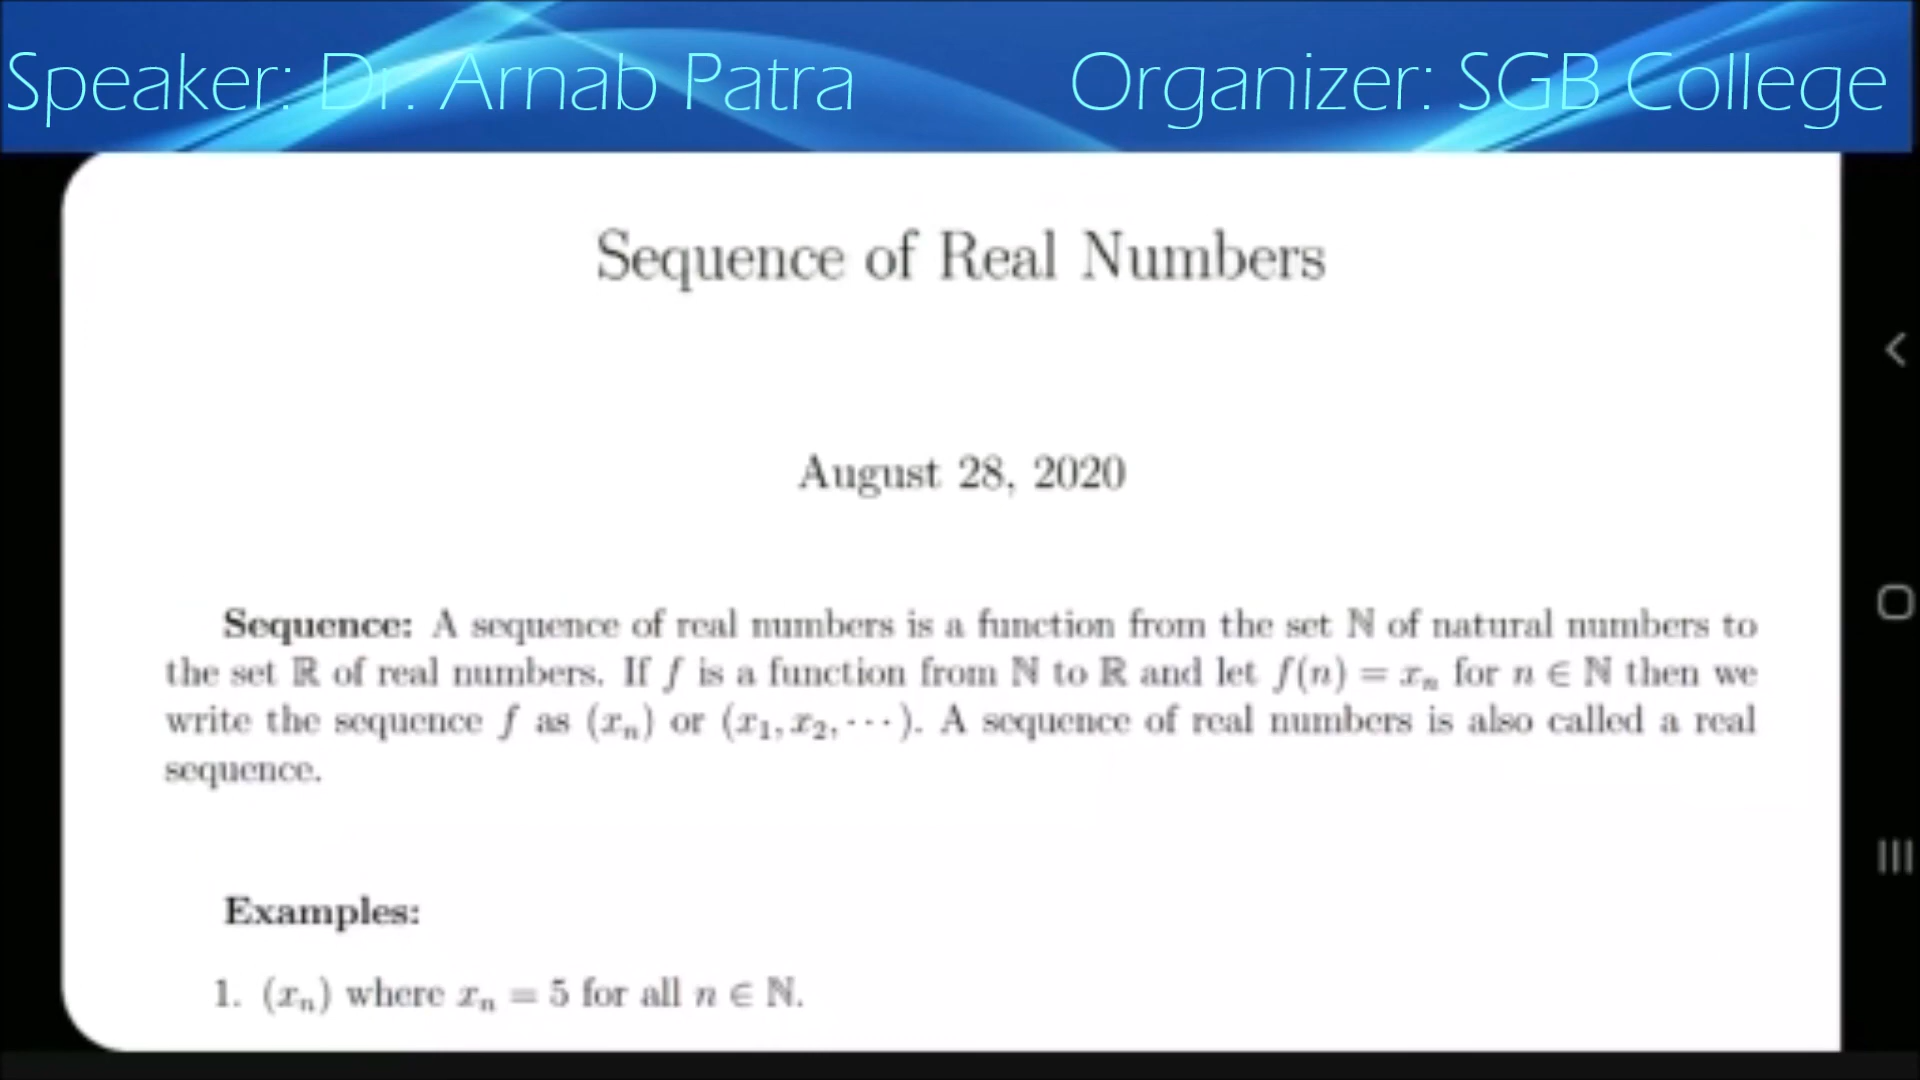 Speaker: Dr. Arnab Patra Organizer: SGB College
Sequence of Real Numbers
August 28, 2020
Sequence: A sequence of real numbers is a function from the set ℕ of natural numbers to
the set ℝ of real numbers. If f is a function from ℕ to ℝ and let f(n) = xₙ for n ∈ ℕ then we
write the sequence f as (xₙ) or (x₁, x₂, ⋯). A sequence of real numbers is also called a real
sequence.
Examples:
1. (xₙ) where xₙ = 5 for all n ∈ ℕ.